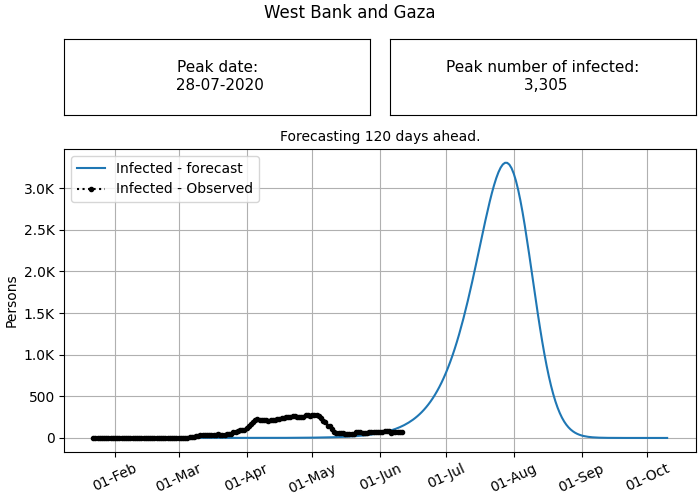 West Bank and Gaza
Peak date:
28-07-2020
Peak number of infected:
3,305
Forecasting 120 days ahead.
Infected - forecast
Infected - Observed
Persons
3.0K
2.5K
2.0K
1.5K
1.0K
500
0
01-Feb
01-Mar
01-Apr
01-May
01-Jun
01-Jul
01-Aug
01-Sep
01-Oct